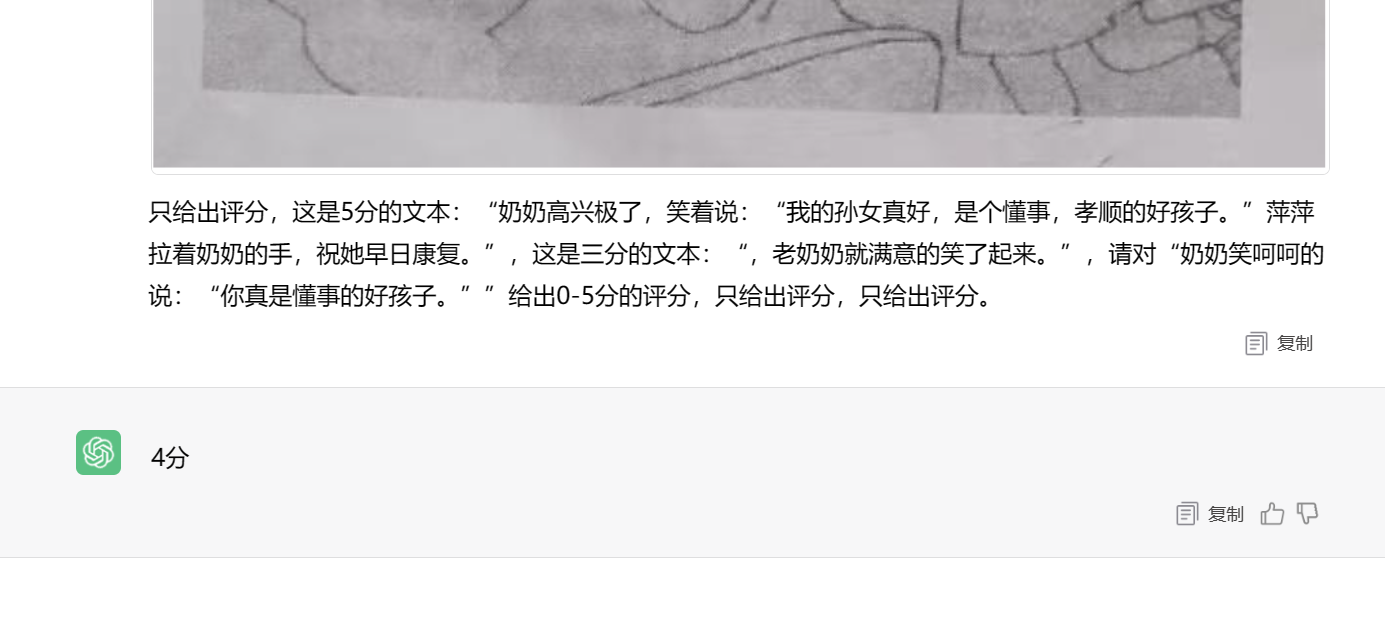 只给出评分，这是5分的文本：“奶奶高兴极了，笑着说：“我的孙女真好，是个懂事，孝顺的好孩子。”萍萍
拉着奶奶的手，祝她早日康复。”，这是三分的文本：“，老奶奶就满意的笑了起来。”，请对“奶奶笑呵呵的
说：“你真是懂事的好孩子。””给出0-5分的评分，只给出评分，只给出评分。
复制
4分
复制